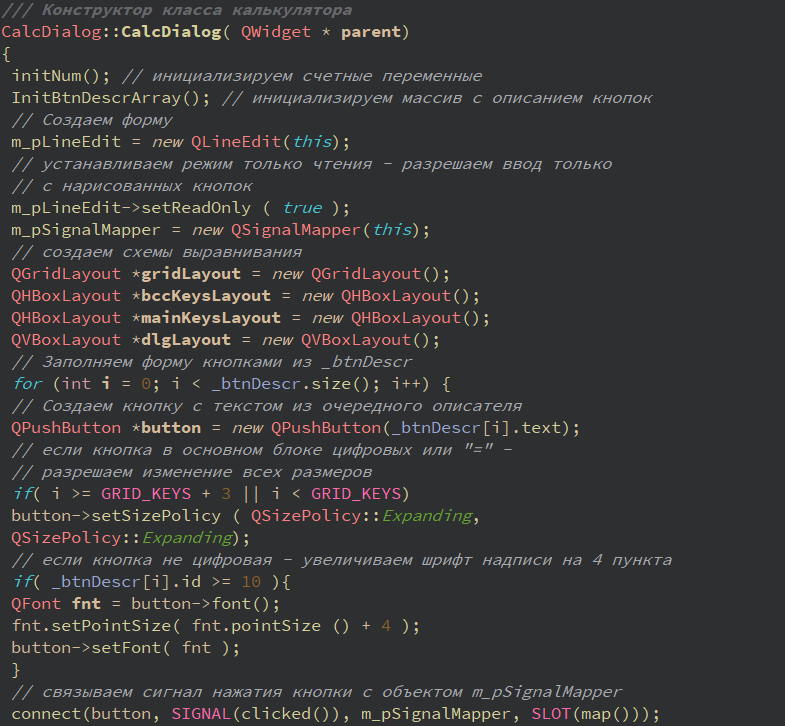 /// Конструктор класса калькулятора
CalcDialog::CalcDialog( QWidget * parent)
{
initNum(); // инициализируем счетные переменные
InitBtnDescrArray(); // инициализируем массив с описанием кнопок
// Создаем форму
m_pLineEdit = new QLineEdit(this);
// устанавливаем режим только чтения – разрешаем ввод только
// с нарисованных кнопок
m_pLineEdit->setReadOnly ( true );
m_pSignalMapper = new QSignalMapper(this);
// создаем схемы выравнивания
QGridLayout *gridLayout = new QGridLayout();
QHBoxLayout *bccKeysLayout = new QHBoxLayout();
QHBoxLayout *mainKeysLayout = new QHBoxLayout();
QVBoxLayout *dlgLayout = new QVBoxLayout();
// Заполняем форму кнопками из _btnDescr
for (int i = 0; i < _btnDescr.size(); i++) {
// Создаем кнопку с текстом из очередного описателя
QPushButton *button = new QPushButton(_btnDescr[i].text);
// если кнопка в основном блоке цифровых или "=" –
// разрешаем изменение всех размеров
if( i >= GRID_KEYS + 3 || i < GRID_KEYS)
button->setSizePolicy ( QSizePolicy::Expanding,
QSizePolicy::Expanding);
// если кнопка не цифровая – увеличиваем шрифт надписи на 4 пункта
if( _btnDescr[i].id >= 10 ){
QFont fnt = button->font();
fnt.setPointSize( fnt.pointSize () + 4 );
button->setFont( fnt );
}
// связываем сигнал нажатия кнопки с объектом m_pSignalMapper
connect(button, SIGNAL(clicked()), m_pSignalMapper, SLOT(map()));